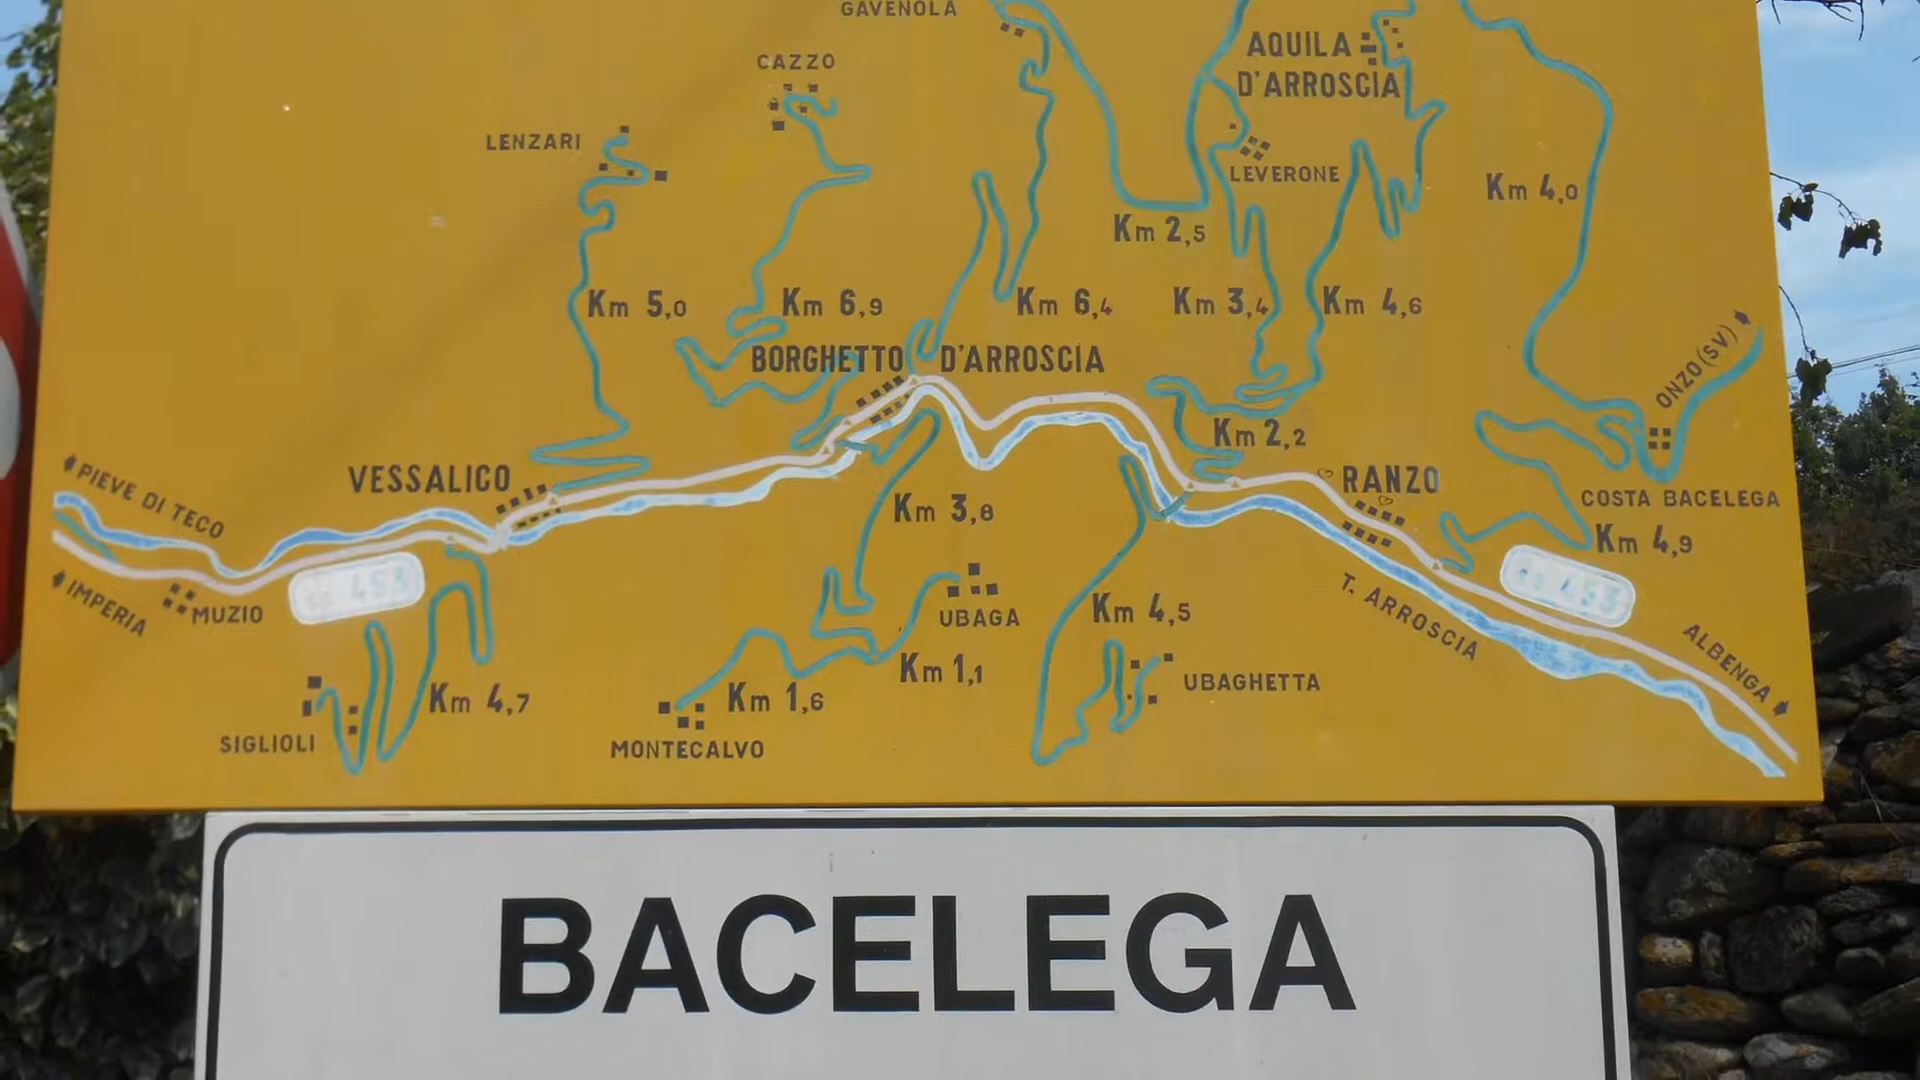 GAVENOLA
CAZZO
AQUILA
D'ARROSCIA
LENZARI
LEVERONE
Km 4,0
Km 2,5
Km 5,0
Km 6,9
Km 6,4
Km 3,4
Km 4,6
BORGHETTO D'ARROSCIA
ONZO (SV)
Km 2,2
VESSALICO
RANZO
PIEVE DI TECO
COSTA BACELEGA
Km 3,8
Km 4,9
453
453
IMPERIA
MUZIO
UBAGA
Km 4,5
T. ARROSCIA
ALBENGA
Km 1,1
UBAGHETTA
Km 4,7
Km 1,6
SIGLIOLI
MONTECALVO
BACELEGA